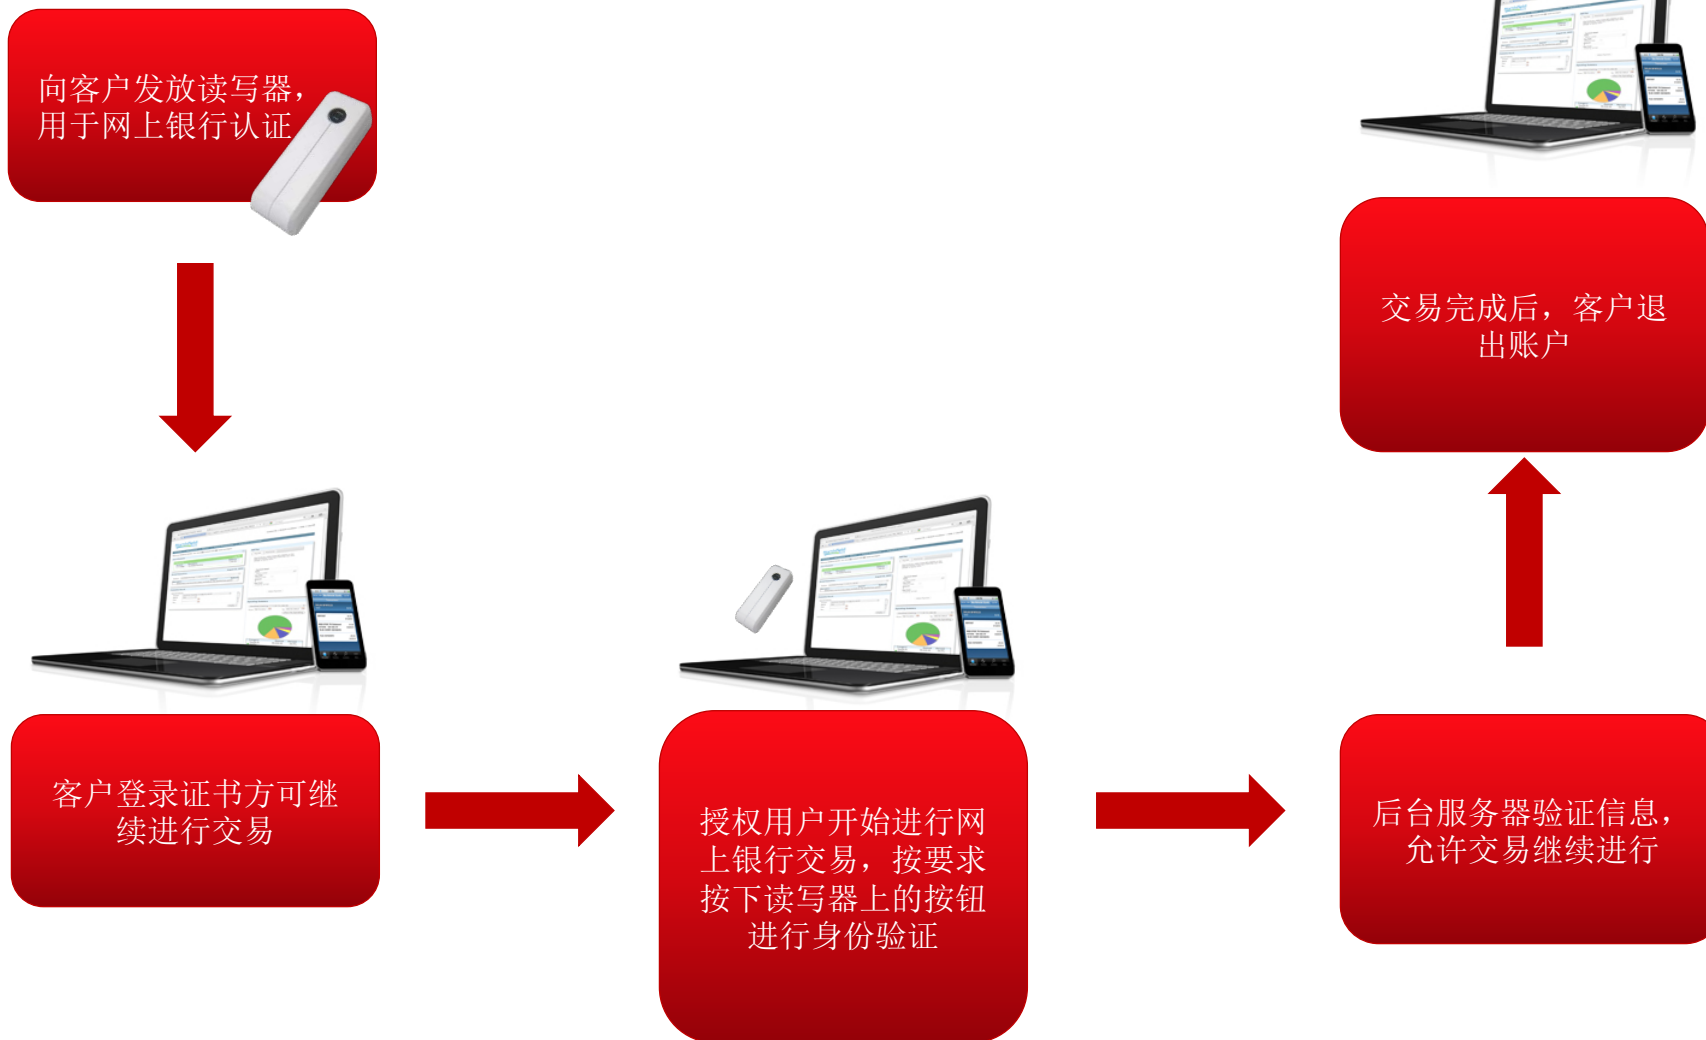 向客户发放读写器，
用于网上银行认证
客户登录证书方可继
续进行交易
授权用户开始进行网
上银行交易，按要求
按下读写器上的按钮
进行身份验证
后台服务器验证信息，
允许交易继续进行
交易完成后，客户退
出账户